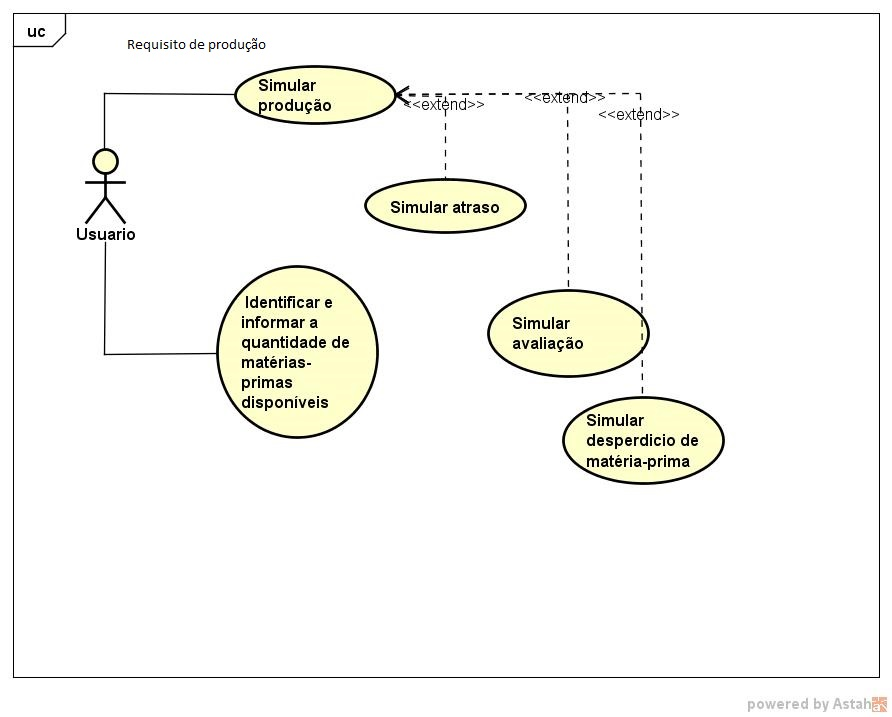 uc
Requisito de produção
Simular
produção
<<extend>>
<<extend>>
<<extend>>
Simular atraso
Usuario
Identificar e
informar a
quantidade de
matérias-
primas
disponíveis
Simular
avaliação
Simular
desperdicio de
matéria-prima
powered by Astah